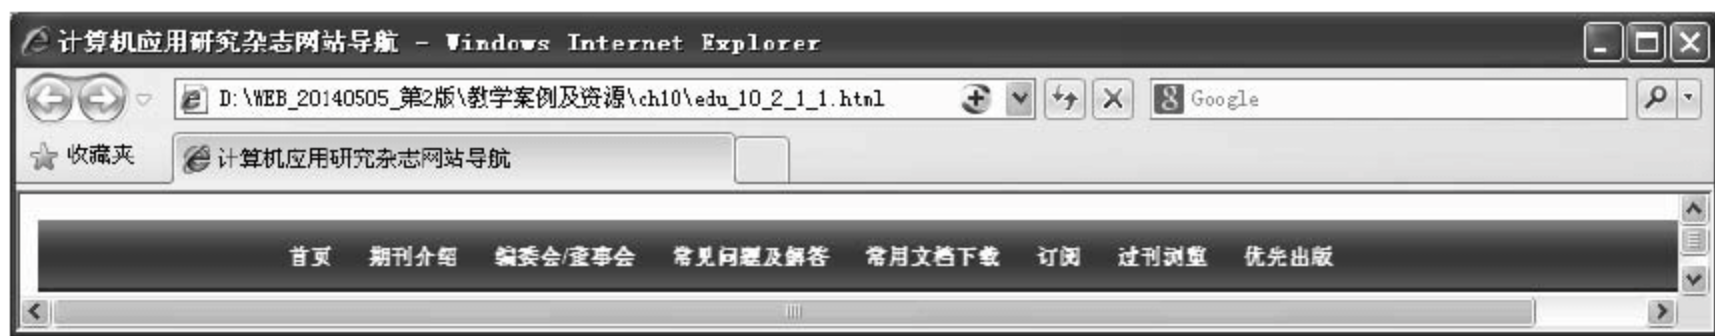 计算机应用研究杂志网站导航 - Windows Internet Explorer
D:\WEB_20140505_第2版\教学案例及资源\ch10\edu_10_2_1_1.html Google
收藏夹 计算机应用研究杂志网站导航
首页 期刊介绍 编委会/董事会 常见问题及解答 常用文档下载 订阅 过刊浏览 优先出版